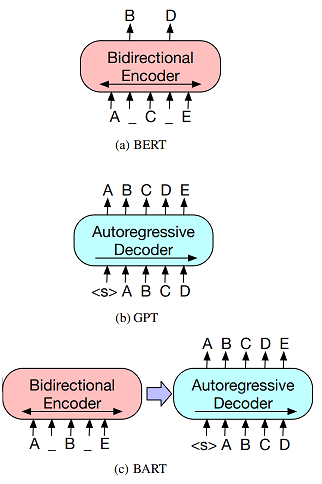 B D
Bidirectional
Encoder
A _ C _ E
(a) BERT
A B C D E
Autoregressive
Decoder
<s> A B C D
(b) GPT
A B C D E
Bidirectional
Encoder
Autoregressive
Decoder
A _ B _ E
<s> A B C D
(c) BART